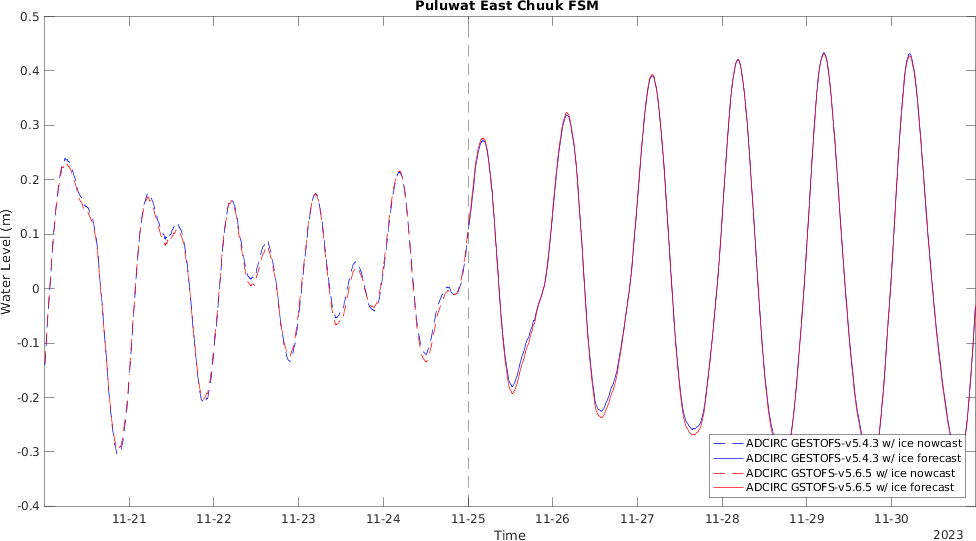 Puluwat East Chuuk FSM
0.5
0.4
0.3
0.2
0.1
0
-0.1
-0.2
-0.3
-0.4
Water Level (m)
11-21 11-22 11-23 11-24 11-25 11-26 11-27 11-28 11-29 11-30
Time
2023
ADCIRC GESTOFS-v5.4.3 w/ ice nowcast
ADCIRC GESTOFS-v5.4.3 w/ ice forecast
ADCIRC GSTOFS-v5.6.5 w/ ice nowcast
ADCIRC GSTOFS-v5.6.5 w/ ice forecast